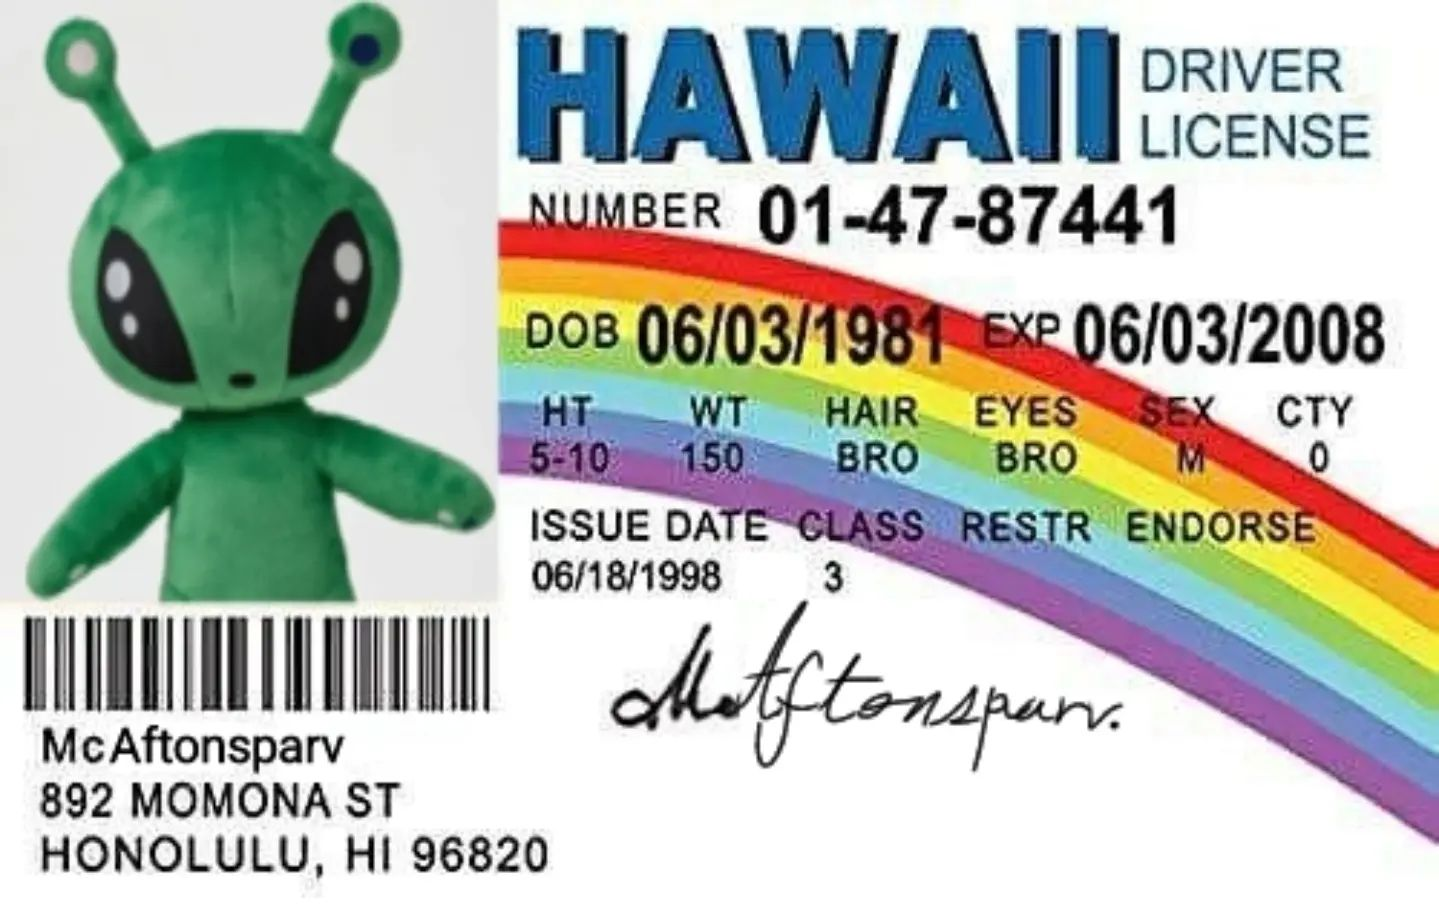 HAWAII DRIVER LICENSE
NUMBER 01-47-87441
DOB 06/03/1981 EXP 06/03/2008
HT WT HAIR EYES SEX CTY
5-10 150 BRO BRO M 0
ISSUE DATE CLASS RESTR ENDORSE
06/18/1998 3
McAftonsparv.
McAftonsparv
892 MOMONA ST
HONOLULU, HI 96820